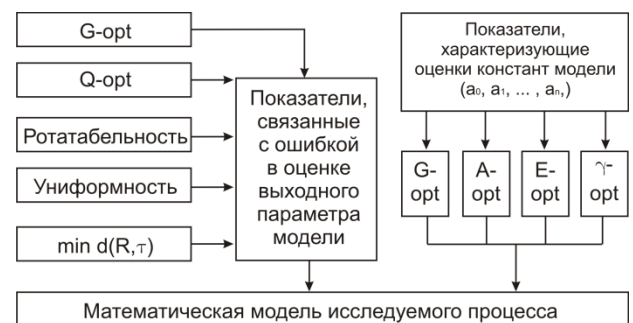 G-opt
Q-opt
Ротатабельность
Униформность
min d(R,τ)
Показатели,
связанные
с ошибкой
в оценке
выходного
параметра
модели
Показатели,
характеризующие
оценки констант модели
(a₀, a₁, ... , aₙ,)
G-
opt
A-
opt
E-
opt
γ-
opt
Математическая модель исследуемого процесса